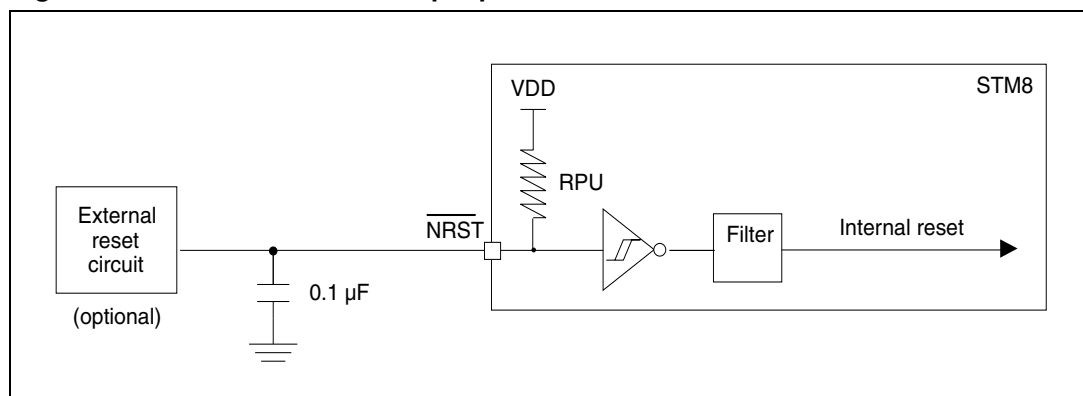 STM8
VDD
RPU
External
reset
circuit
(optional)
0.1 µF
NRST
Filter
Internal reset